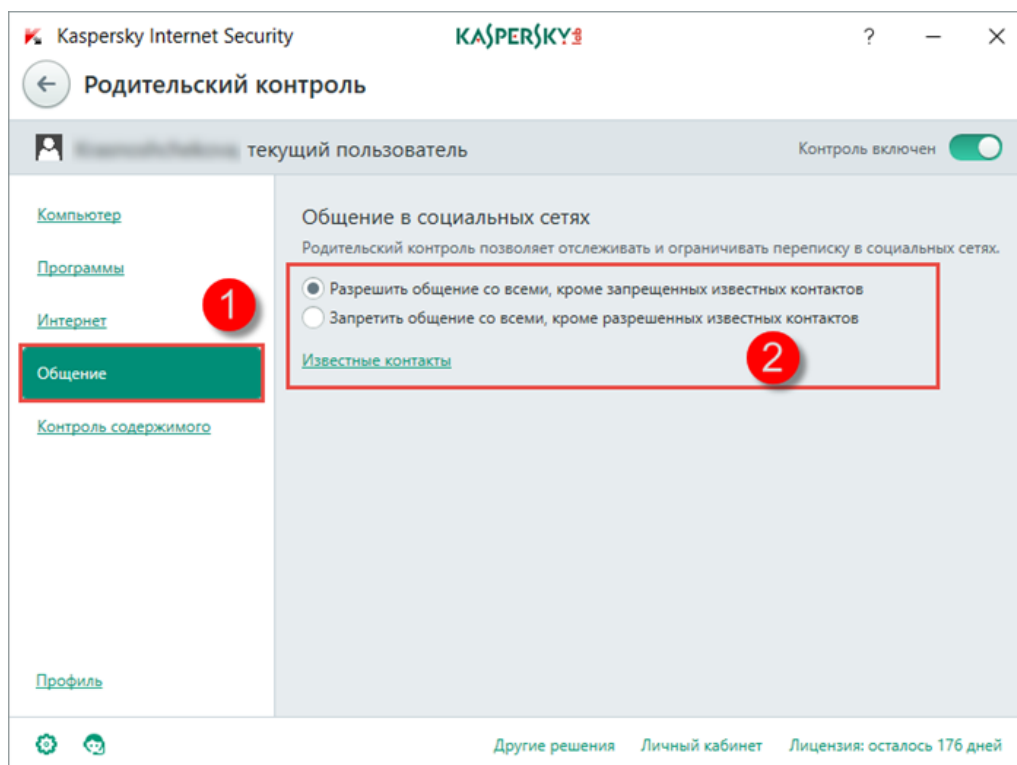 Kaspersky Internet Security
KASPERSKY lab
?
Родительский контроль
текущий пользователь
Контроль включен
Компьютер
Программы
Интернет
Общение
Контроль содержимого
Профиль
1
Общение в социальных сетях
Родительский контроль позволяет отслеживать и ограничивать переписку в социальных сетях.
Разрешить общение со всеми, кроме запрещенных известных контактов
Запретить общение со всеми, кроме разрешенных известных контактов
Известные контакты
2
Другие решения
Личный кабинет
Лицензия: осталось 176 дней